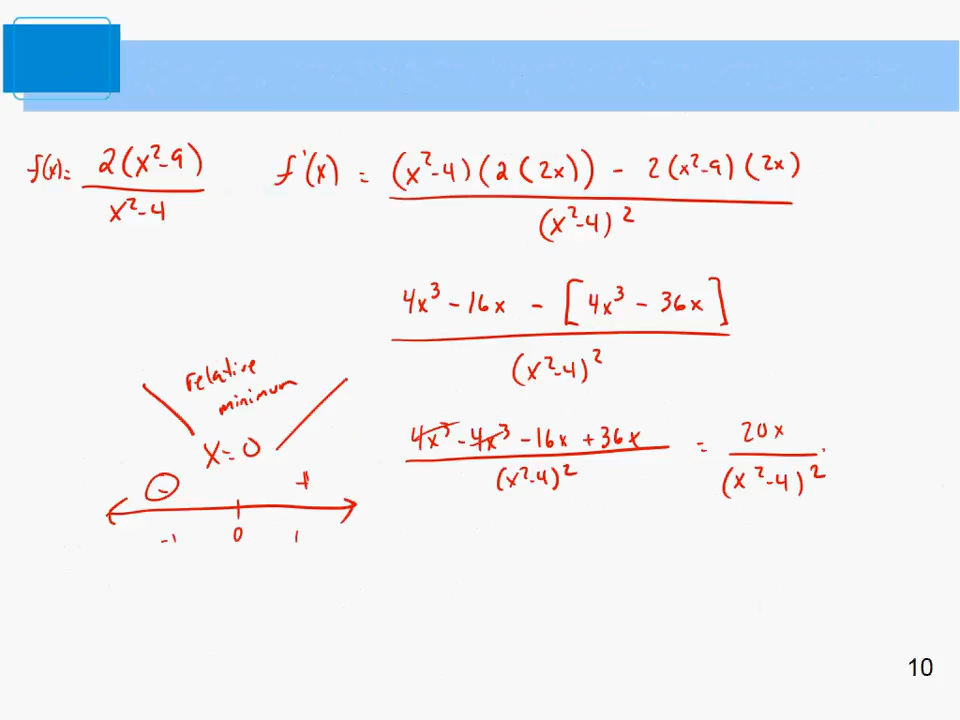 f(x) = 2(x²-9) / x²-4
f'(x) = (x²-4)(2(2x)) - 2(x²-9)(2x) / (x²-4)²
4x³ - 16x - [4x³ - 36x] / (x²-4)²
relative
minimum
x=0
4x³ - 4x³ - 16x + 36x / (x²-4)² = 20x / (x²-4)²
- +
-1 0 1
10